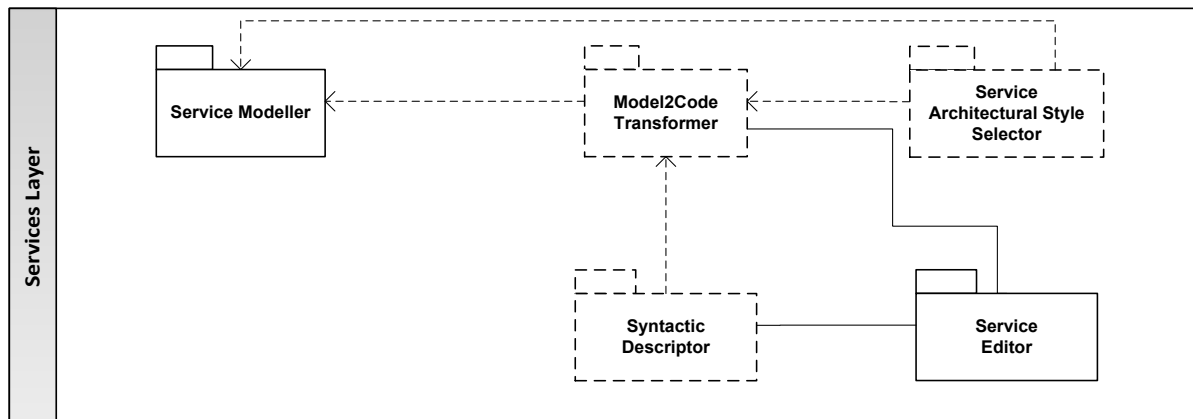 Services Layer
Service Modeller
Model2Code
Transformer
Service
Architectural Style
Selector
Syntactic
Descriptor
Service
Editor